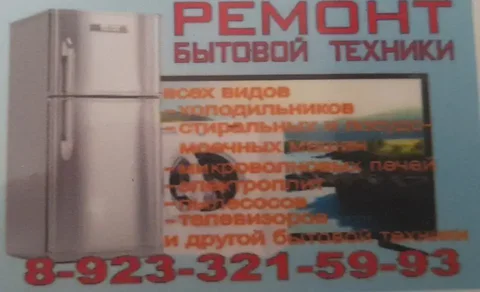 РЕМОНТ
БЫТОВОЙ ТЕХНИКИ
всех видов
- холодильников
- стиральных и посудо-
моечных машин
- микроволновых печей
- электроплит
- пылесосов
- телевизоров
и другой бытовой техники
8-923-321-59-93